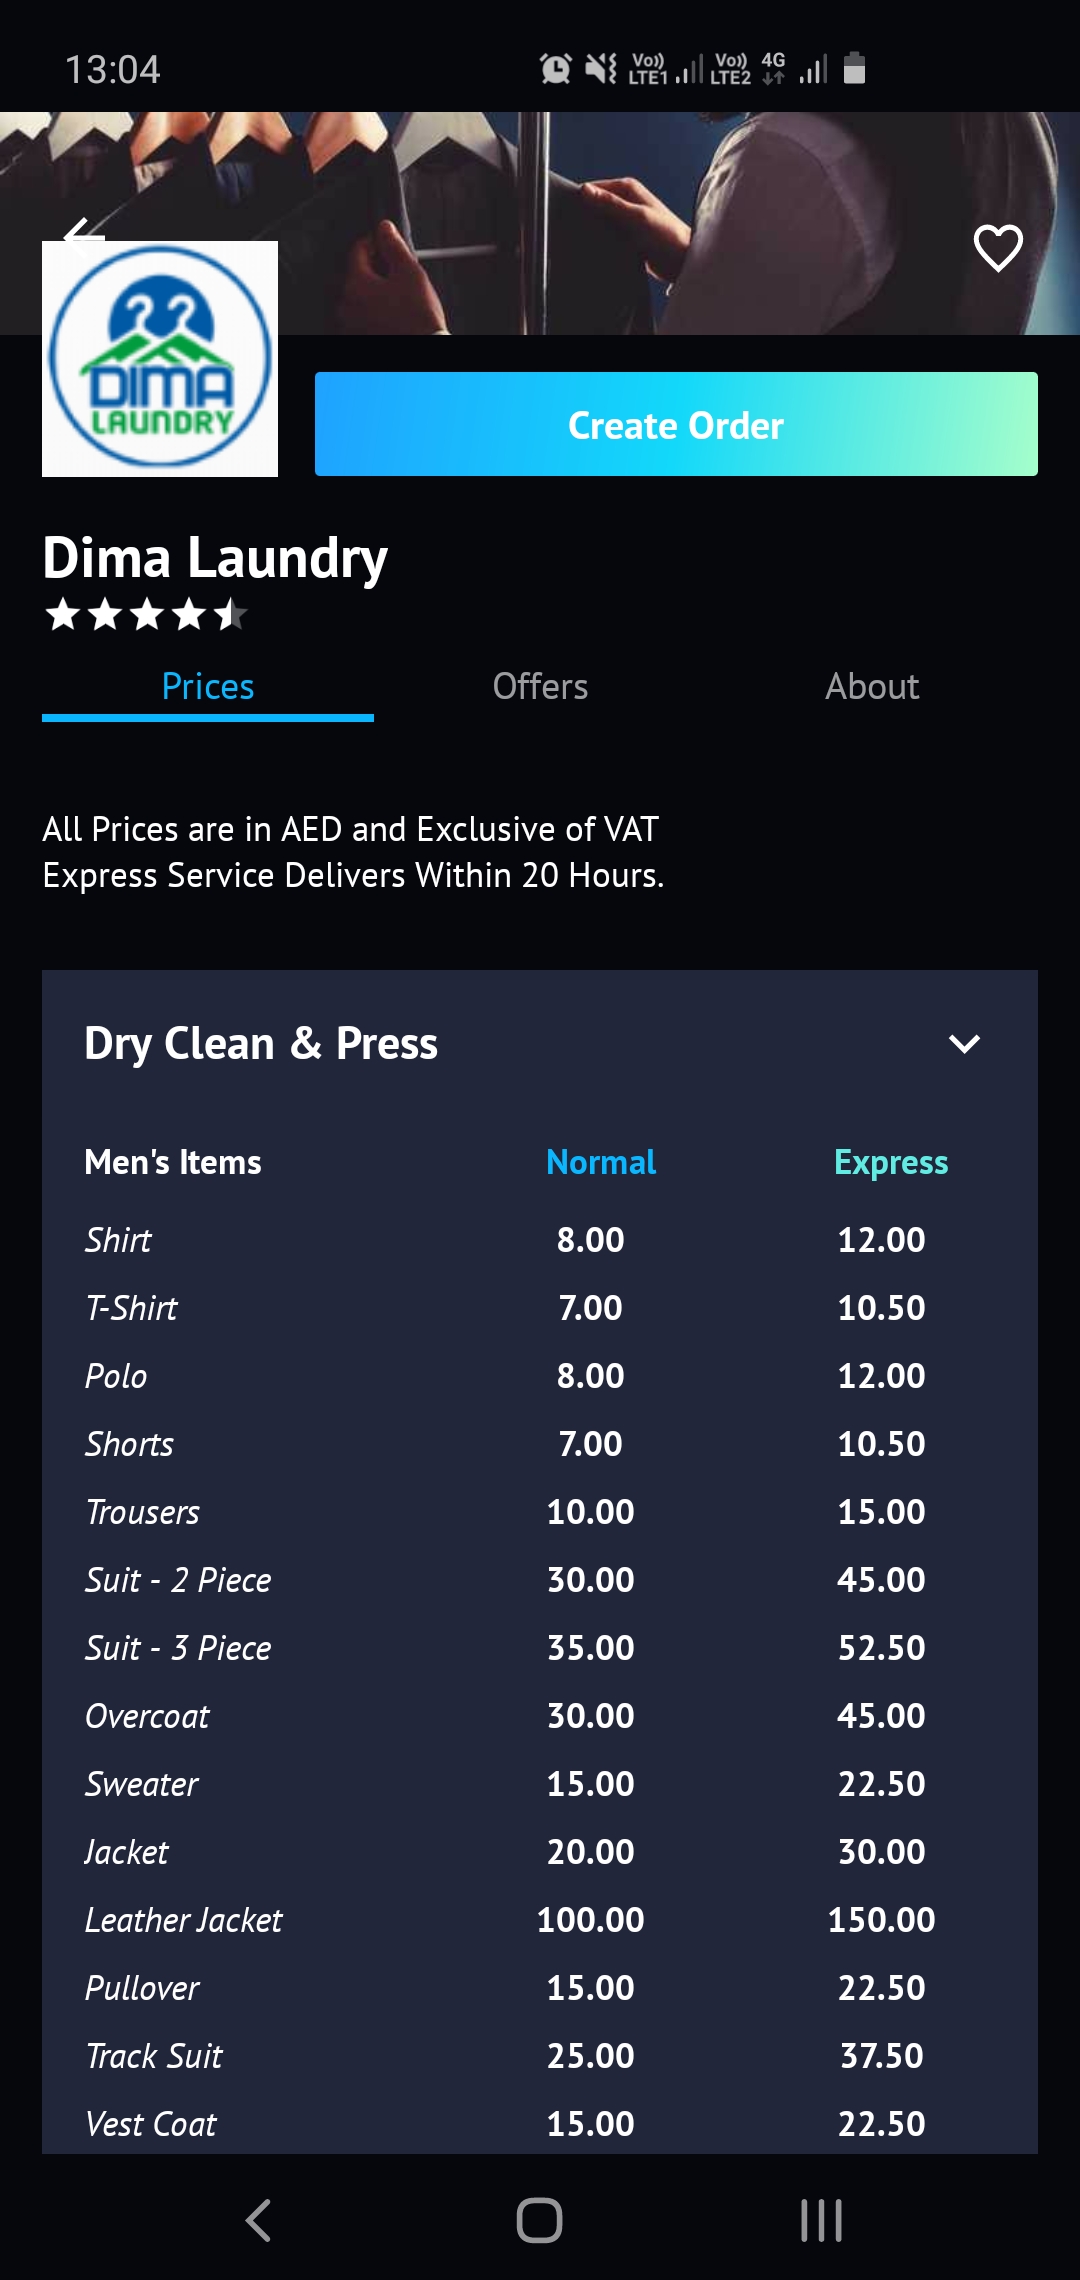 13:04
Vo)) LTE1 Vo)) LTE2 4G
DIMA
LAUNDRY
Create Order
Dima Laundry
Prices Offers About
All Prices are in AED and Exclusive of VAT
Express Service Delivers Within 20 Hours.
Dry Clean & Press
Men's Items Normal Express
Shirt 8.00 12.00
T-Shirt 7.00 10.50
Polo 8.00 12.00
Shorts 7.00 10.50
Trousers 10.00 15.00
Suit - 2 Piece 30.00 45.00
Suit - 3 Piece 35.00 52.50
Overcoat 30.00 45.00
Sweater 15.00 22.50
Jacket 20.00 30.00
Leather Jacket 100.00 150.00
Pullover 15.00 22.50
Track Suit 25.00 37.50
Vest Coat 15.00 22.50